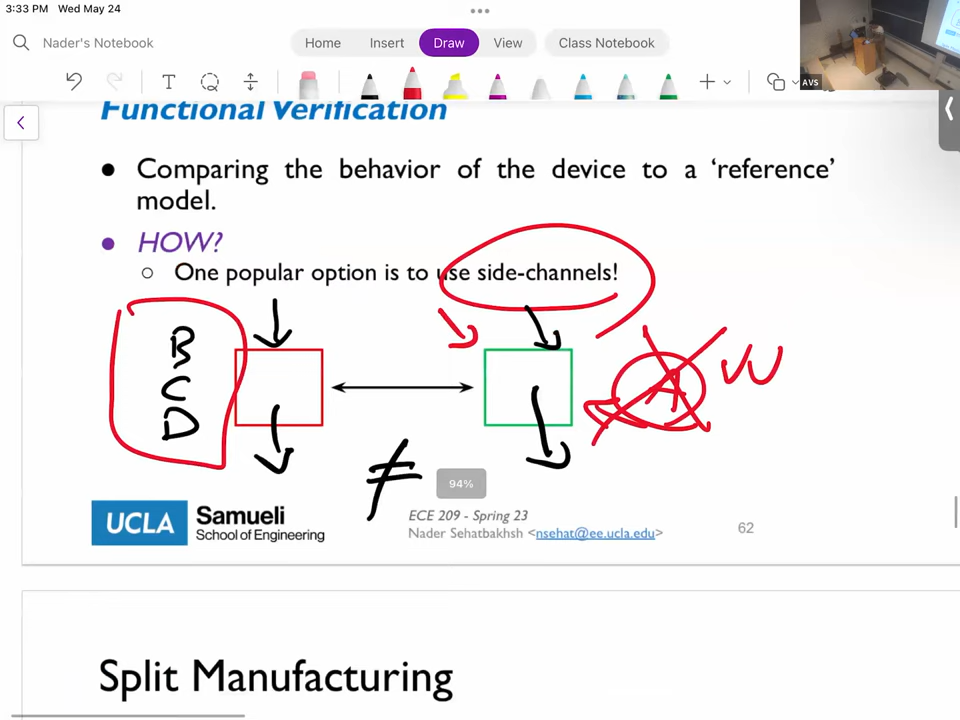 3:33 PM Wed May 24
Nader's Notebook
Home Insert Draw View Class Notebook
T
AVS
Functional Verification
● Comparing the behavior of the device to a ‘reference’
model.
● HOW?
○ One popular option is to use side-channels!
B
C
D
A
≠
94%
UCLA Samueli
School of Engineering
ECE 209 - Spring 23
Nader Sehatbakhsh <nsehat@ee.ucla.edu>
62
Split Manufacturing